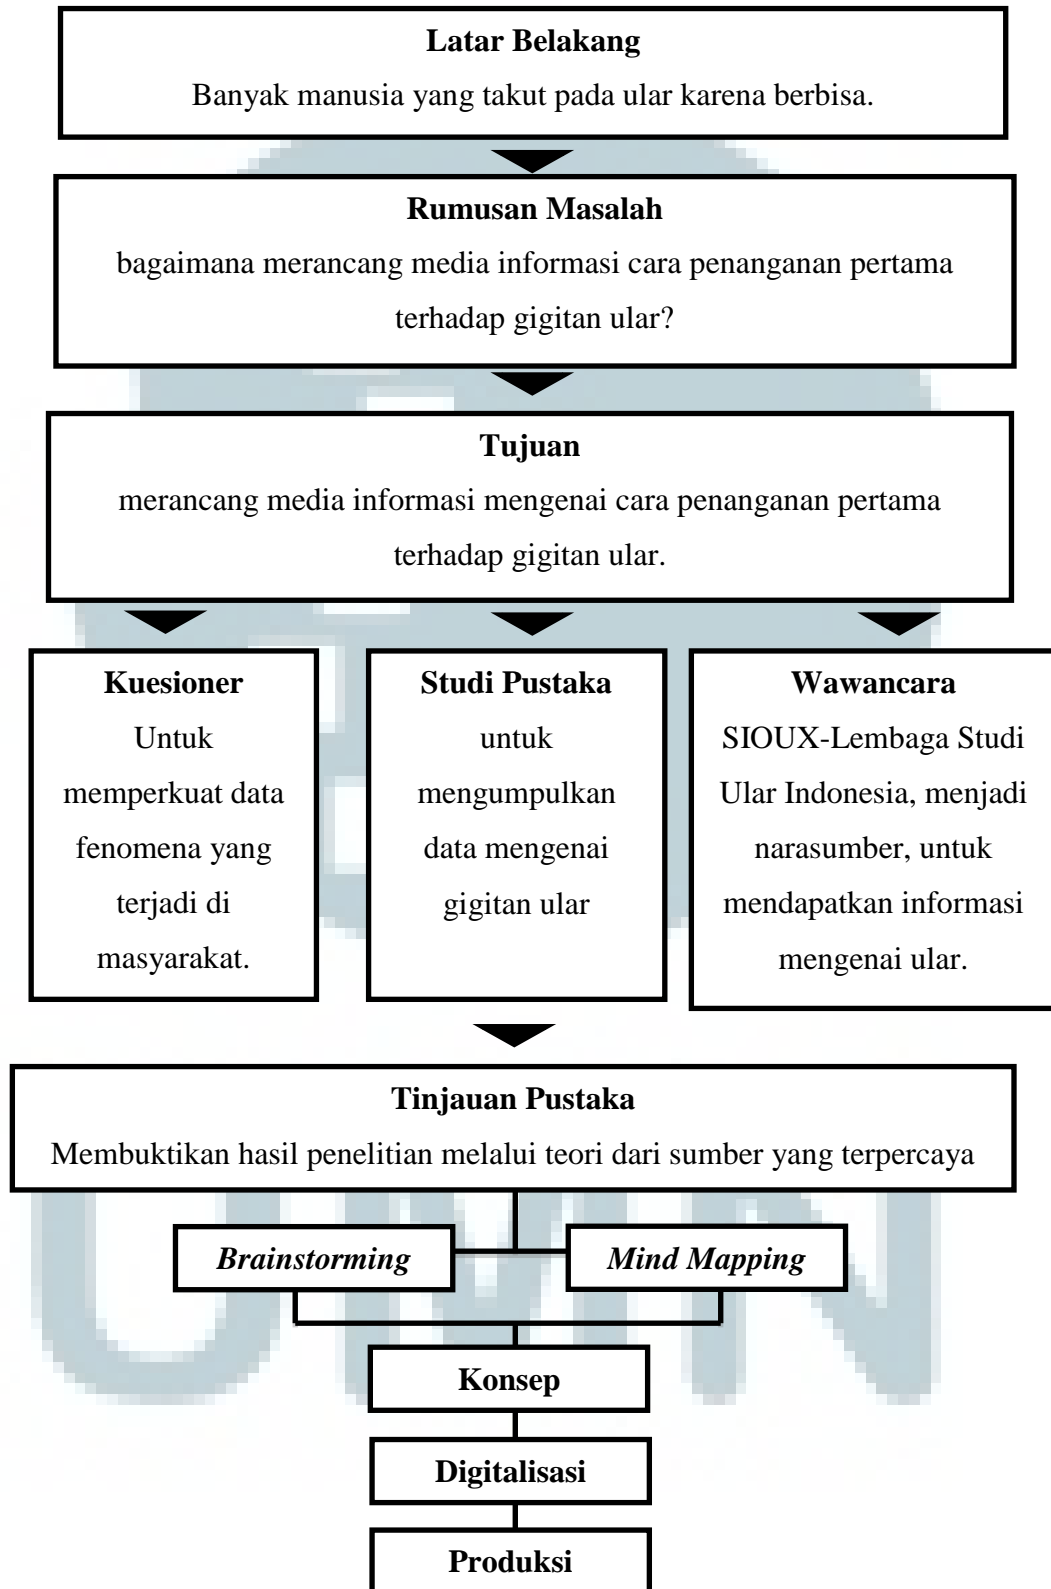 Latar Belakang
Banyak manusia yang takut pada ular karena berbisa.
Rumusan Masalah
bagaimana merancang media informasi cara penanganan pertama
terhadap gigitan ular?
Tujuan
merancang media informasi mengenai cara penanganan pertama
terhadap gigitan ular.
Kuesioner
Untuk
memperkuat data
fenomena yang
terjadi di
masyarakat.
Studi Pustaka
untuk
mengumpulkan
data mengenai
gigitan ular
Wawancara
SIOUX-Lembaga Studi
Ular Indonesia, menjadi
narasumber, untuk
mendapatkan informasi
mengenai ular.
Tinjauan Pustaka
Membuktikan hasil penelitian melalui teori dari sumber yang terpercaya
Brainstorming
Mind Mapping
Konsep
Digitalisasi
Produksi
UMN